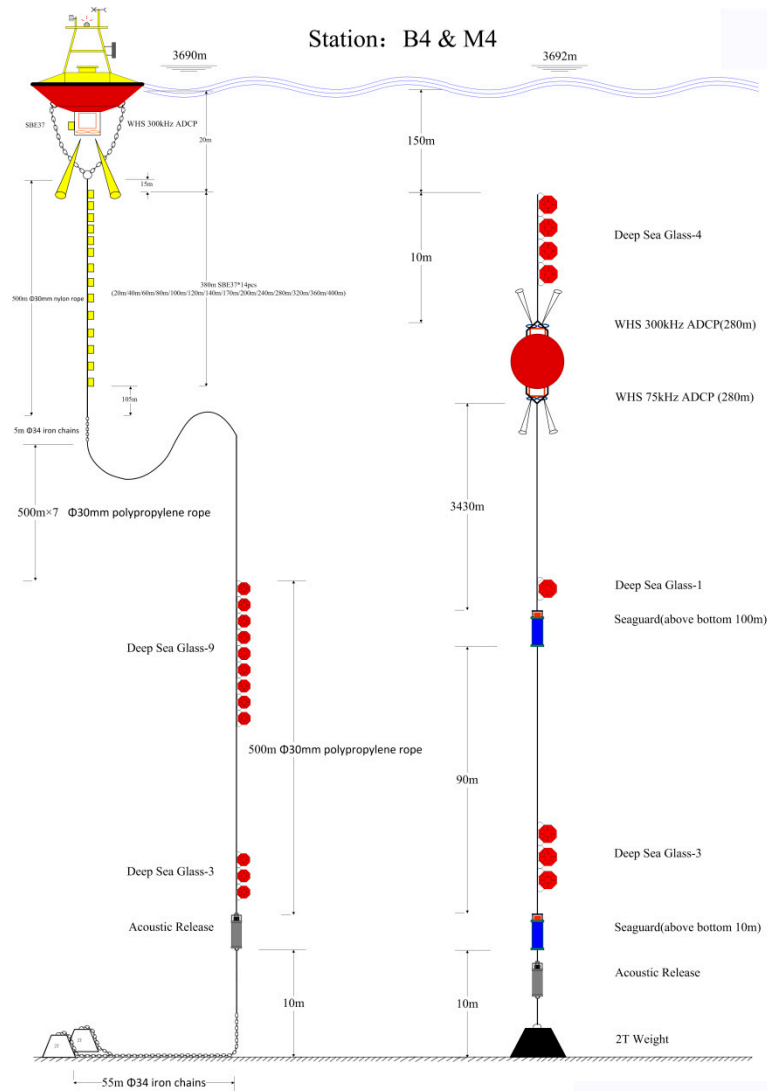 Station: B4 & M4
3690m
3692m
SBE37
WHS 300kHz ADCP
20m
150m
15m
Deep Sea Glass-4
10m
380m SBE37*14pcs
(20m/40m/60m/80m/100m/120m/140m/170m/200m/240m/280m/320m/360m/400m)
500m Φ30mm nylon rope
WHS 300kHz ADCP(280m)
WHS 75kHz ADCP (280m)
105m
5m Φ34 iron chains
500m×7 Φ30mm polypropylene rope
3430m
Deep Sea Glass-1
Seaguard(above bottom 100m)
Deep Sea Glass-9
500m Φ30mm polypropylene rope
90m
Deep Sea Glass-3
Deep Sea Glass-3
Acoustic Release
Seaguard(above bottom 10m)
Acoustic Release
10m
10m
2T Weight
55m Φ34 iron chains